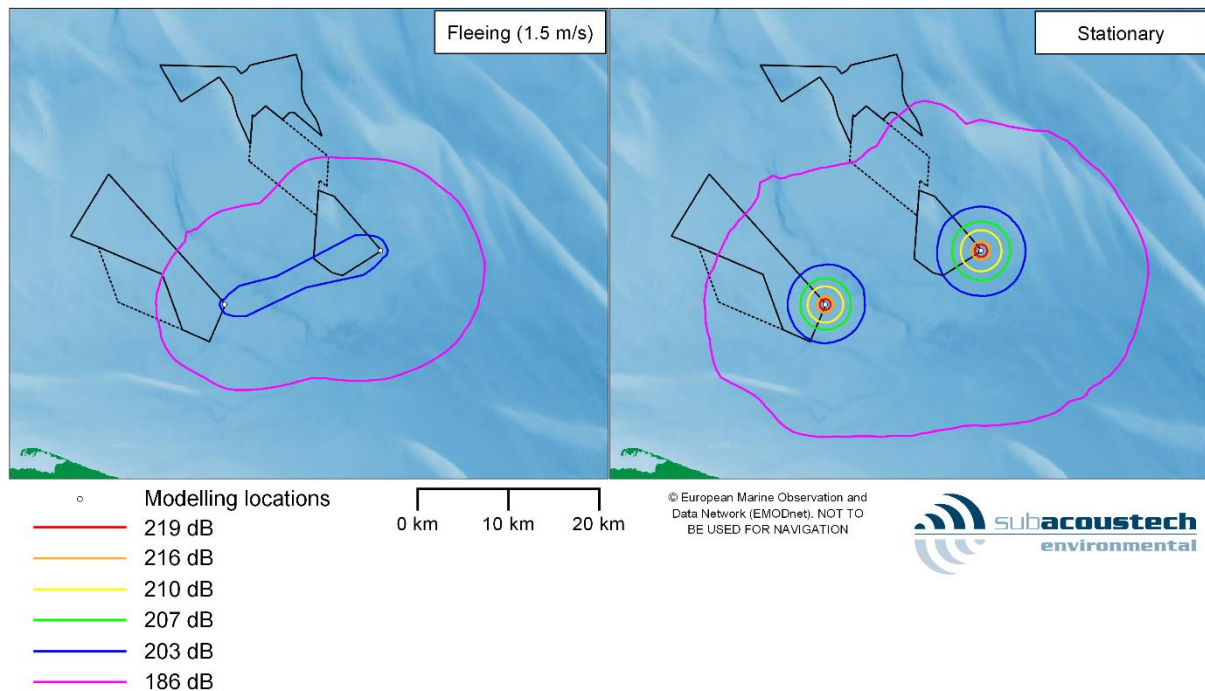 Fleeing (1.5 m/s)
Stationary
Modelling locations
219 dB
216 dB
210 dB
207 dB
203 dB
186 dB
0 km 10 km 20 km
© European Marine Observation and
Data Network (EMODnet). NOT TO
BE USED FOR NAVIGATION
subacoustech
environmental